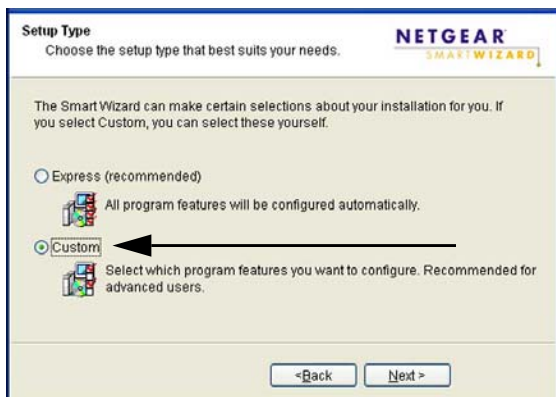 Setup Type
Choose the setup type that best suits your needs.
NETGEAR
SMARTWIZARD
The Smart Wizard can make certain selections about your installation for you. If
you select Custom, you can select these yourself.
Express (recommended)
All program features will be configured automatically.
Custom
Select which program features you want to configure. Recommended for
advanced users.
<Back
Next >